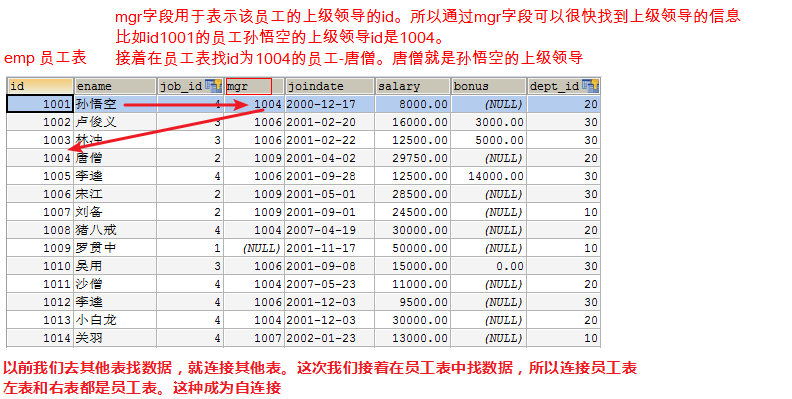 mgr字段用于表示该员工的上级领导的id。所以通过mgr字段可以很快找到上级领导的信息
比如id1001的员工孙悟空的上级领导id是1004。
emp 员工表 接着在员工表找id为1004的员工-唐僧。唐僧就是孙悟空的上级领导
id ename job_id mgr joindate salary bonus dept_id
1001 孙悟空 4 1004 2000-12-17 8000.00 (NULL) 20
1002 卢俊义 3 1006 2001-02-20 16000.00 3000.00 30
1003 林冲 3 1006 2001-02-22 12500.00 5000.00 30
1004 唐僧 2 1009 2001-04-02 29750.00 (NULL) 20
1005 李逵 4 1006 2001-09-28 12500.00 14000.00 30
1006 宋江 2 1009 2001-05-01 28500.00 (NULL) 30
1007 刘备 2 1009 2001-09-01 24500.00 (NULL) 10
1008 猪八戒 4 1004 2007-04-19 30000.00 (NULL) 20
1009 罗贯中 1 (NULL) 2001-11-17 50000.00 (NULL) 10
1010 吴用 3 1006 2001-09-08 15000.00 0.00 30
1011 沙僧 4 1004 2007-05-23 11000.00 (NULL) 20
1012 李逵 4 1006 2001-12-03 9500.00 (NULL) 30
1013 小白龙 4 1004 2001-12-03 30000.00 (NULL) 20
1014 关羽 4 1007 2002-01-23 13000.00 (NULL) 10
以前我们去其他表找数据，就连接其他表。这次我们接着在员工表中找数据，所以连接员工表
左表和右表都是员工表。这种成为自连接